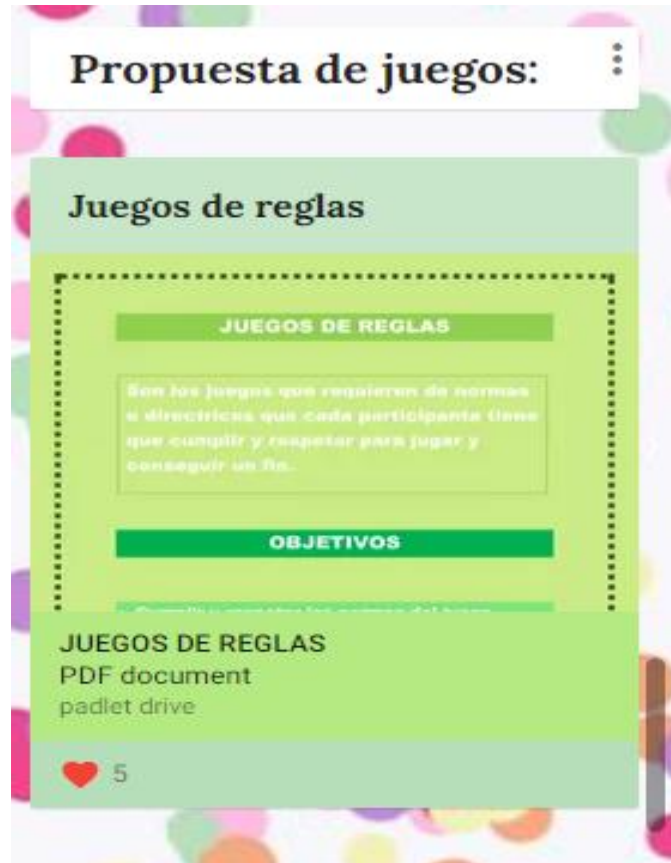 Propuesta de juegos:
Juegos de reglas
JUEGOS DE REGLAS
Son los juegos que requieren de normas
o directrices que cada participante tiene
que cumplir y respetar para jugar y
conseguir un fin.
OBJETIVOS
JUEGOS DE REGLAS
PDF document
padlet drive
5